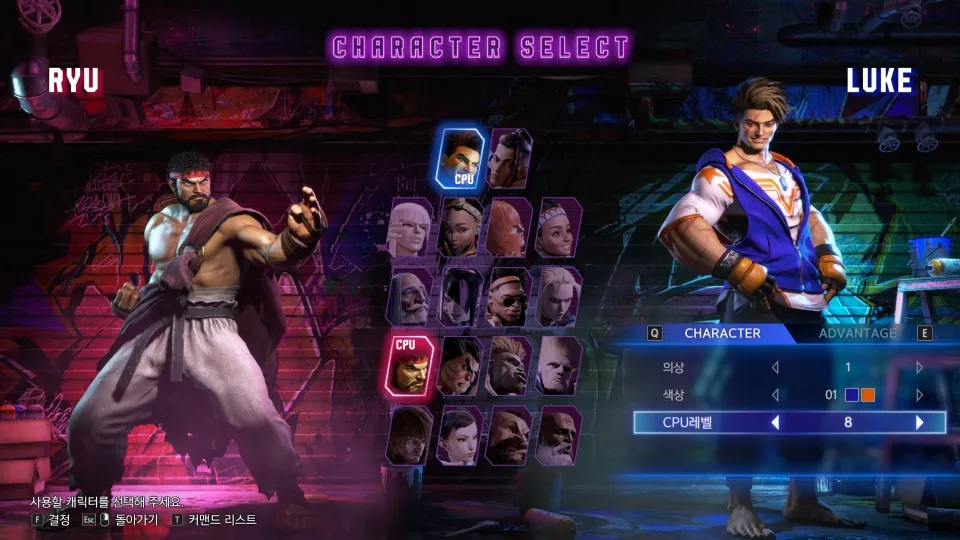 CHARACTER SELECT
RYU
LUKE
CPU
CPU
Q CHARACTER ADVANTAGE E
의상 1
색상 01
CPU레벨 8
사용할 캐릭터를 선택해 주세요.
F 결정 Esc 돌아가기 T 커맨드 리스트